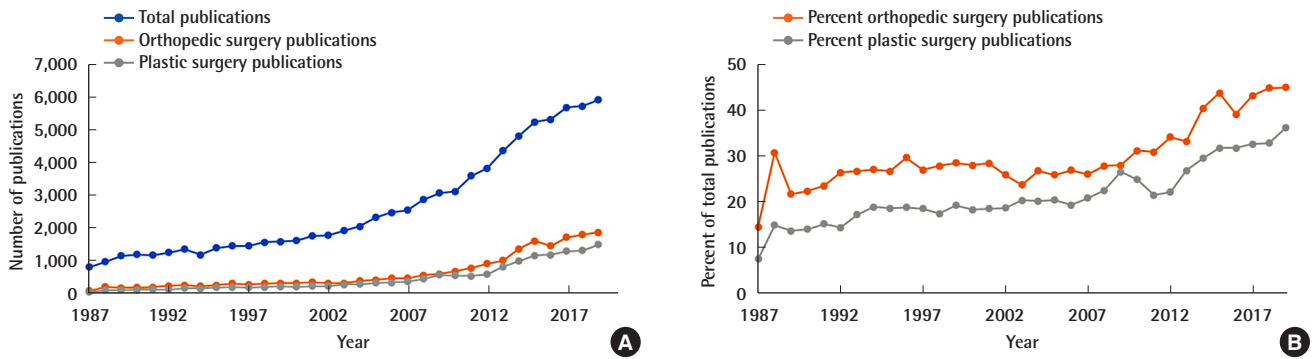 Total publications
Orthopedic surgery publications
Plastic surgery publications
Number of publications
7,000
6,000
5,000
4,000
3,000
2,000
1,000
0
1987 1992 1997 2002 2007 2012 2017
Year
A
Percent orthopedic surgery publications
Percent plastic surgery publications
Percent of total publications
50
40
30
20
10
0
1987 1992 1997 2002 2007 2012 2017
Year
B